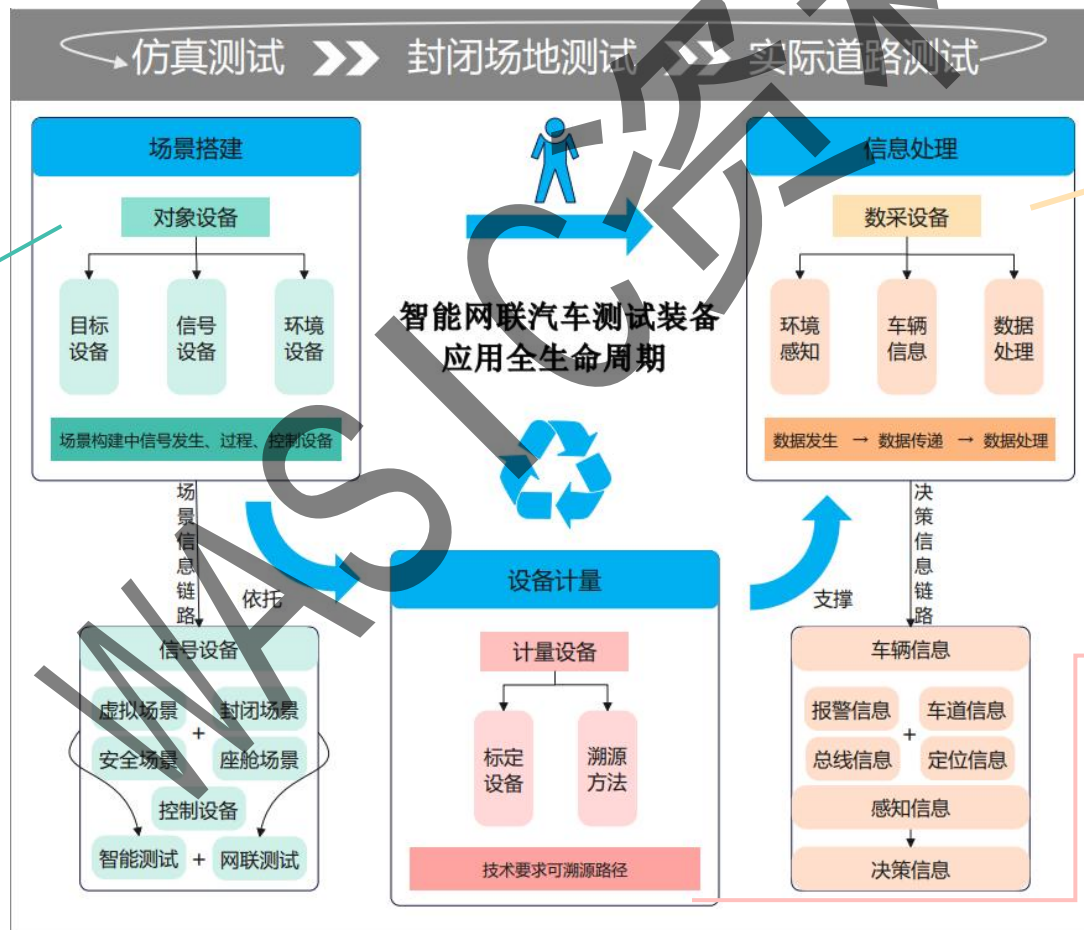 仿真测试 封闭场地测试 实际道路测试
场景搭建
对象设备
目标
设备
信号
设备
环境
设备
场景构建中信号发生、过程、控制设备
场景信息链路
信号设备
虚拟场景 + 封闭场景
安全场景 座舱场景
控制设备
智能测试 + 网联测试
智能网联汽车测试装备
应用全生命周期
依托
设备计量
计量设备
标定
设备
溯源
方法
技术要求可溯源路径
支撑
信息处理
数采设备
环境
感知
车辆
信息
数据
处理
数据发生 → 数据传递 → 数据处理
决策信息链路
车辆信息
报警信息 + 车道信息
总线信息 定位信息
感知信息
决策信息
WASIC